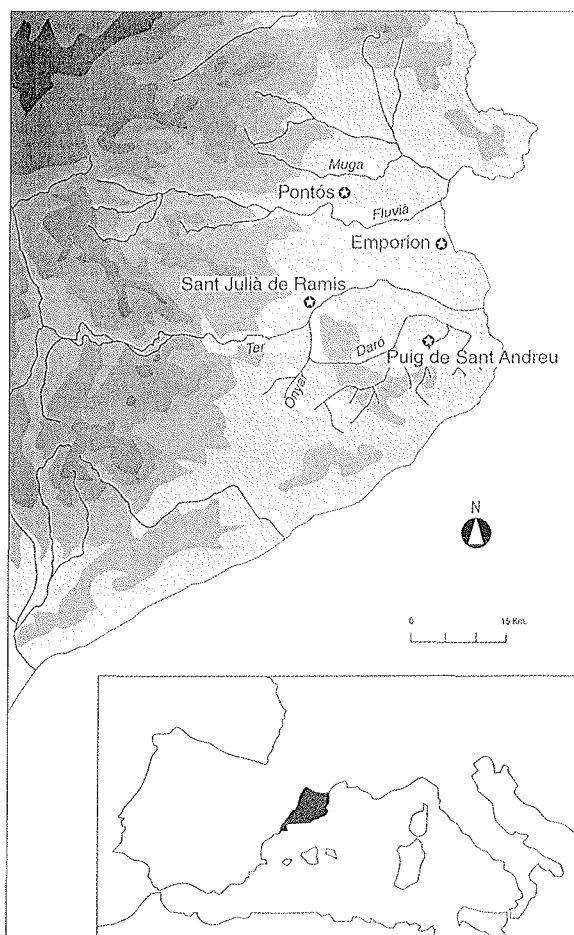 Muga
Pontós
Fluvià
Emporion
Sant Julià de Ramis
Ter
Daró
Puig de Sant Andreu
Onyar
N
0 15 Km.